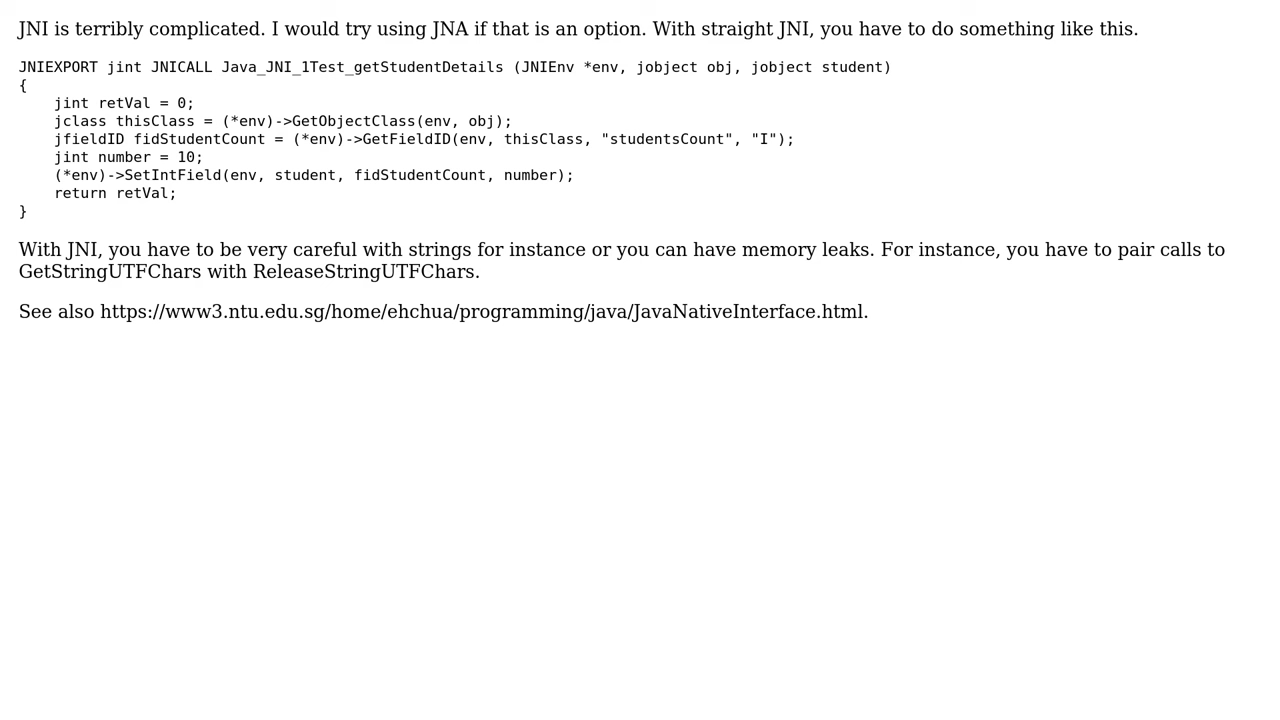 JNI is terribly complicated. I would try using JNA if that is an option. With straight JNI, you have to do something like this.
JNIEXPORT jint JNICALL Java_JNI_1Test_getStudentDetails (JNIEnv *env, jobject obj, jobject student)
{
    jint retVal = 0;
    jclass thisClass = (*env)->GetObjectClass(env, obj);
    jfieldID fidStudentCount = (*env)->GetFieldID(env, thisClass, "studentsCount", "I");
    jint number = 10;
    (*env)->SetIntField(env, student, fidStudentCount, number);
    return retVal;
}
With JNI, you have to be very careful with strings for instance or you can have memory leaks. For instance, you have to pair calls to
GetStringUTFChars with ReleaseStringUTFChars.
See also https://www3.ntu.edu.sg/home/ehchua/programming/java/JavaNativeInterface.html.